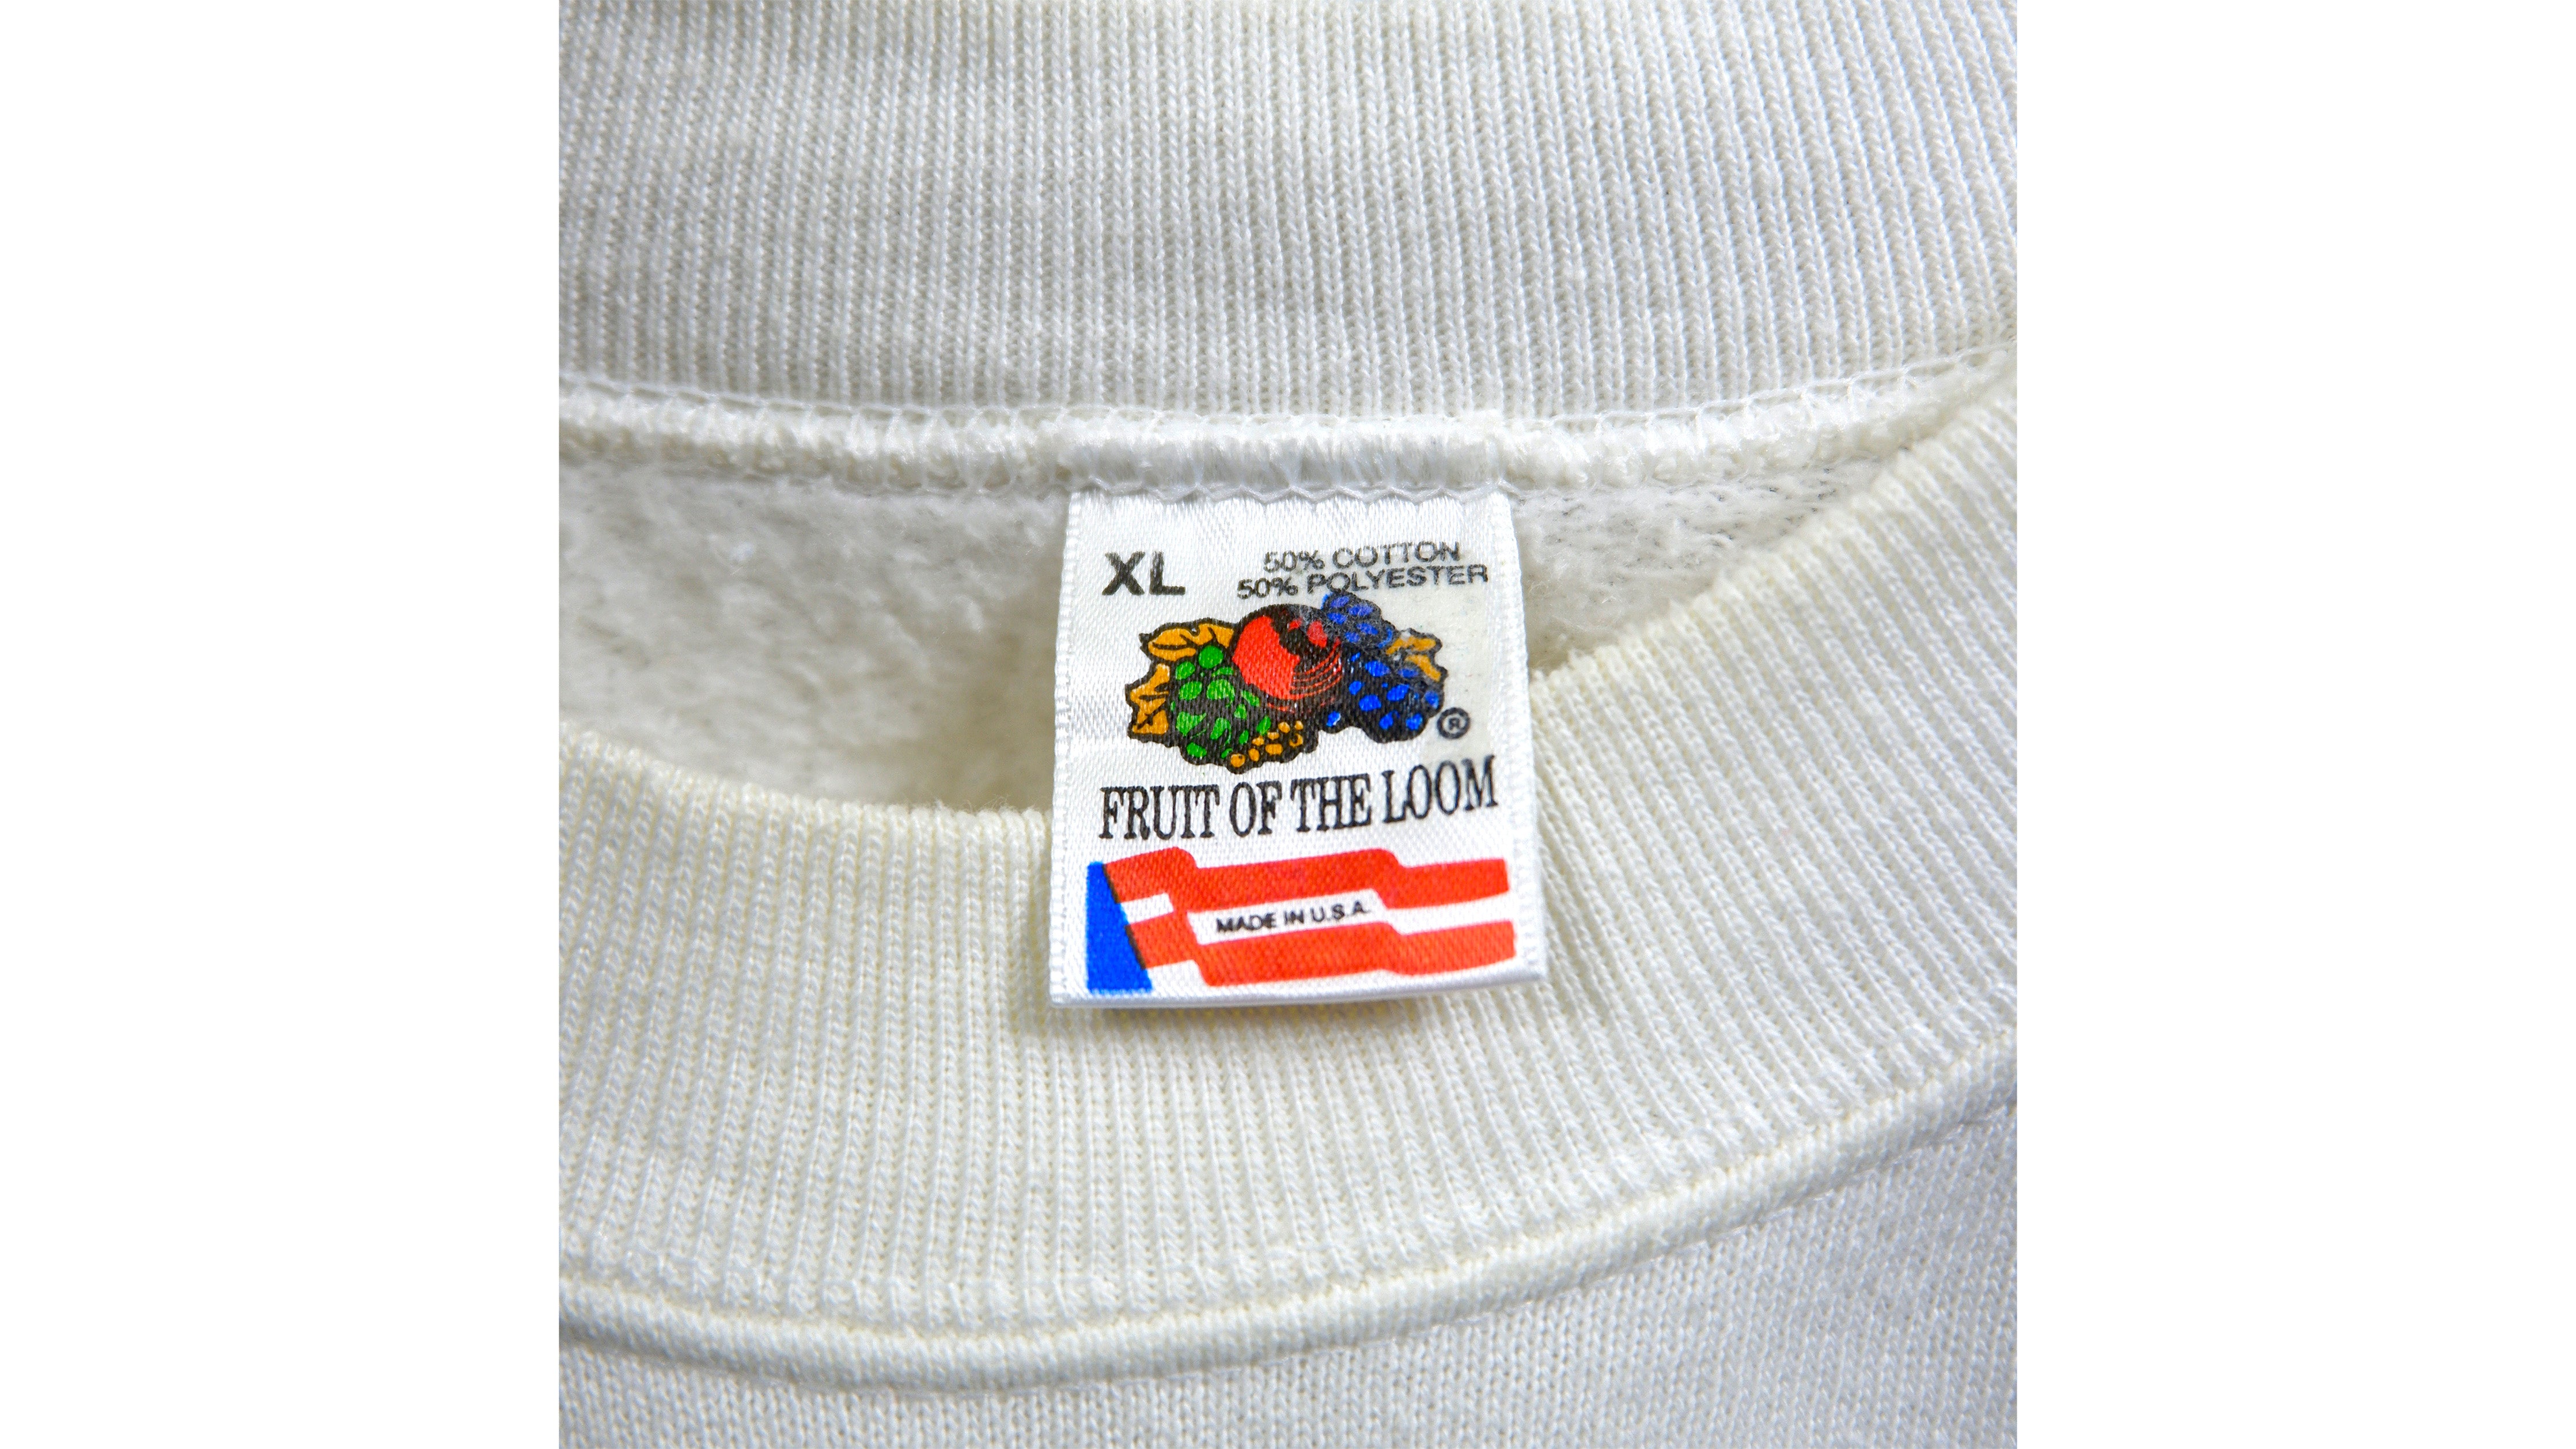 XL
50% COTTON
50% POLYESTER
®
FRUIT OF THE LOOM
MADE IN U.S.A.